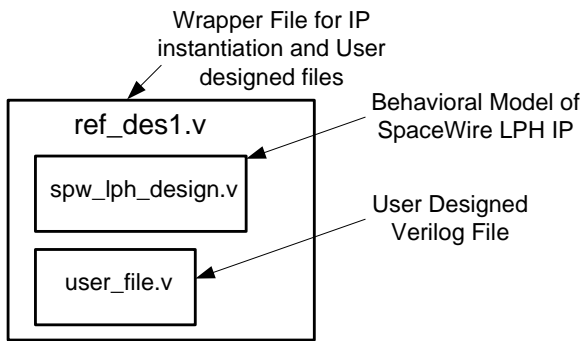 Wrapper File for IP
instantiation and User
designed files
ref_des1.v
Behavioral Model of
SpaceWire LPH IP
spw_lph_design.v
User Designed
Verilog File
user_file.v